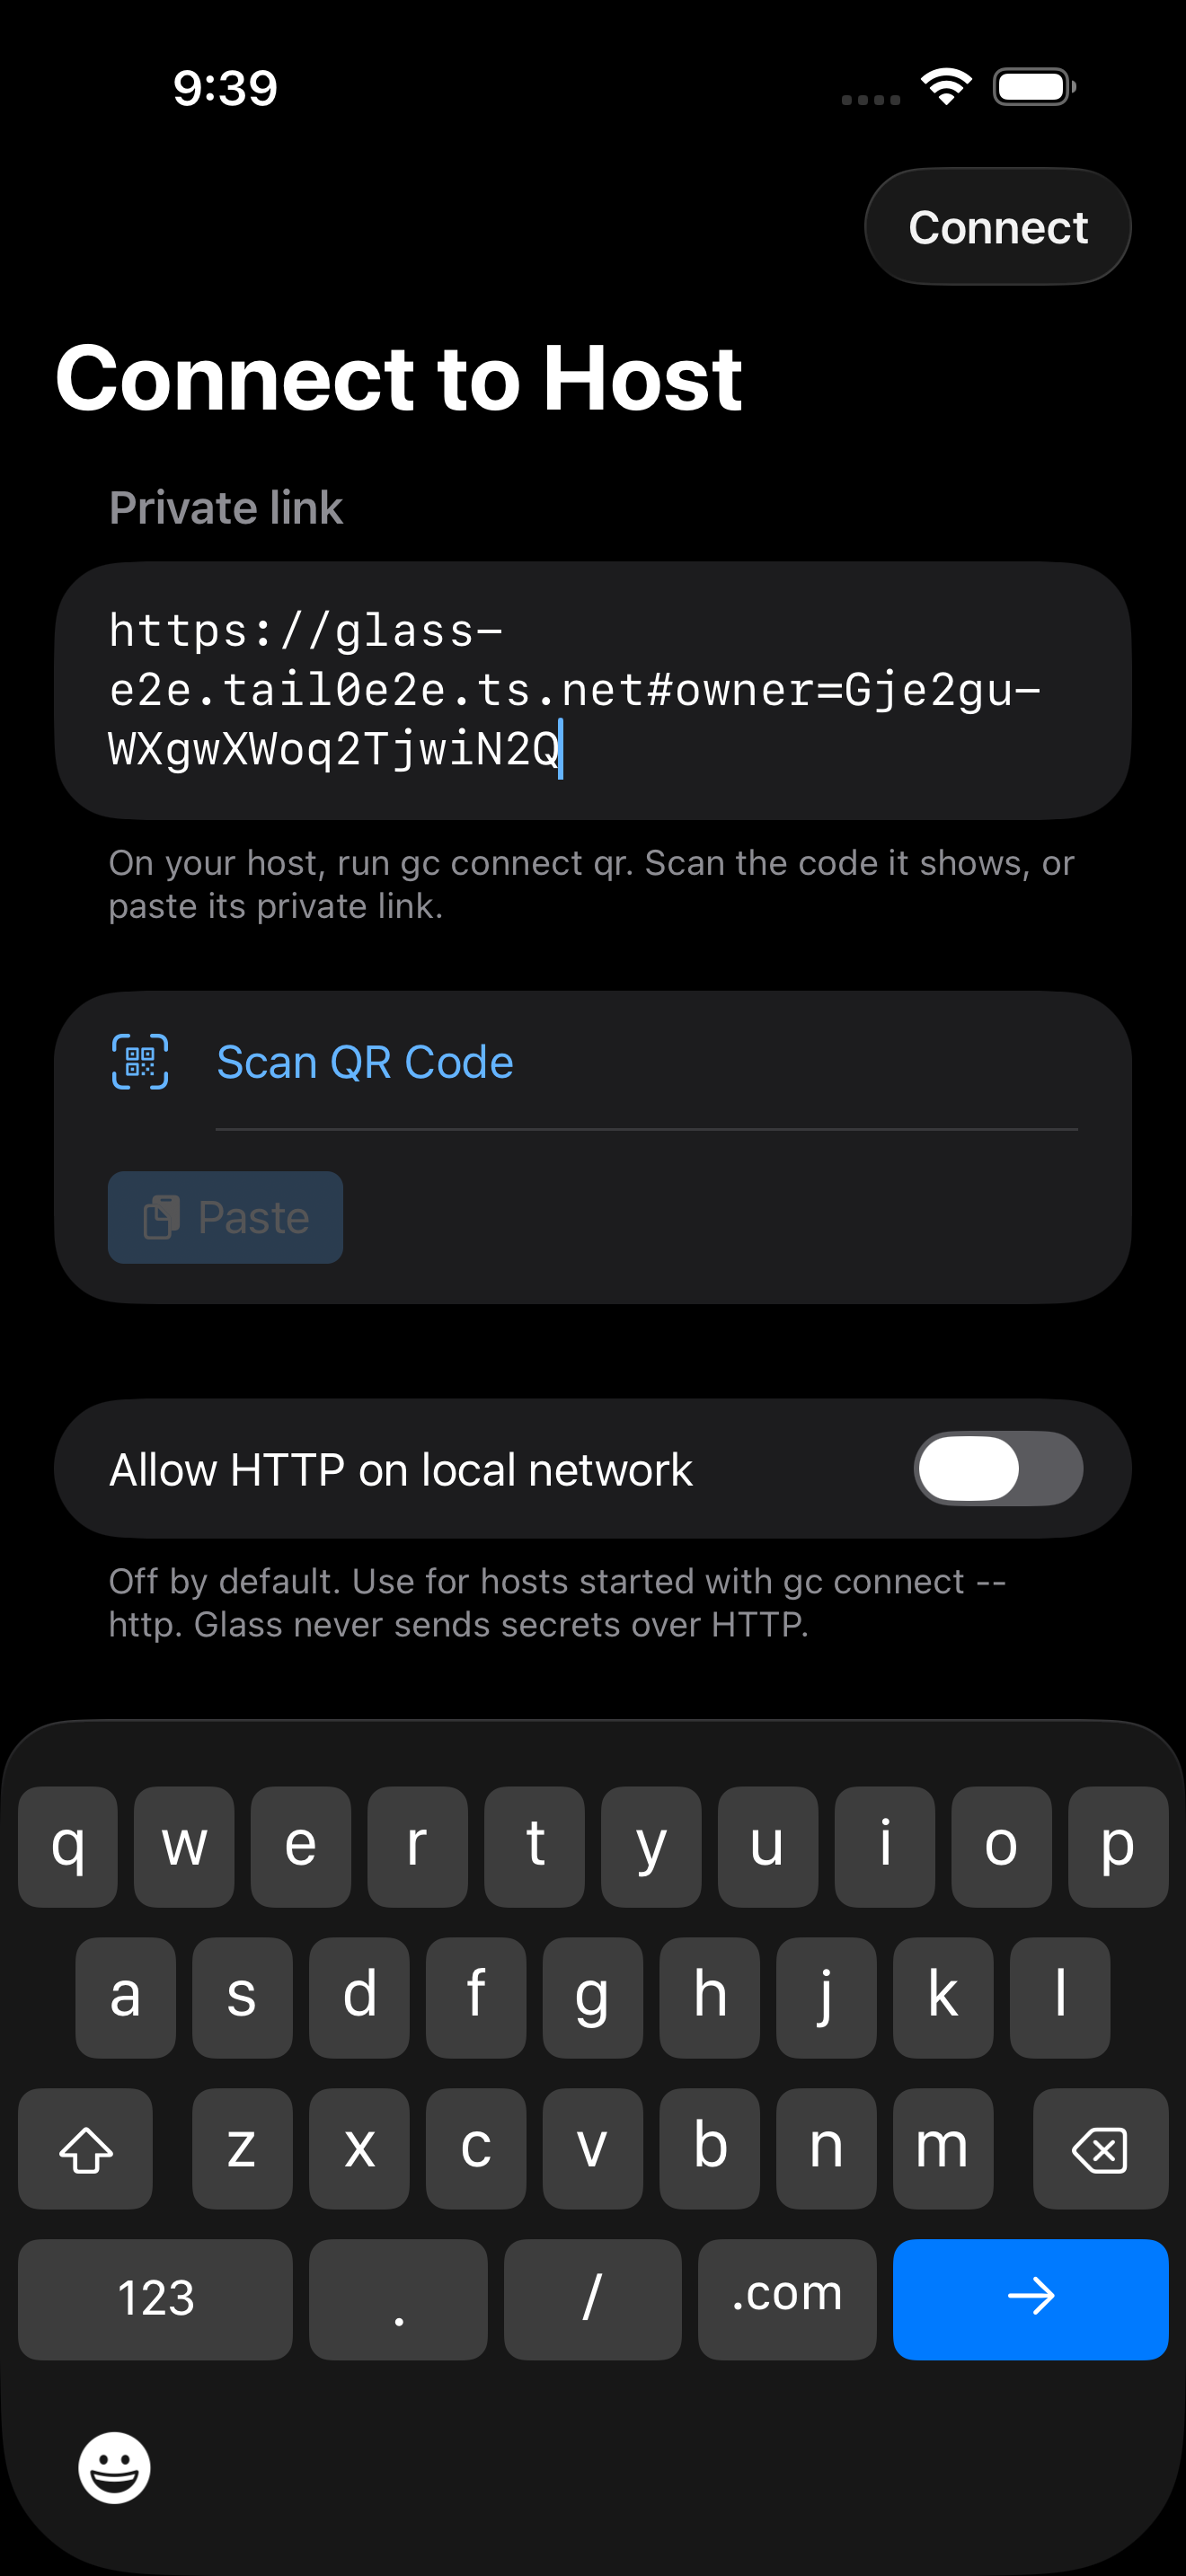 9:39
Connect
Connect to Host
Private link
https://glass-
e2e.tail0e2e.ts.net#owner=Gje2gu-
WXgwXWoq2TjwiN2Q
On your host, run gc connect qr. Scan the code it shows, or
paste its private link.
Scan QR Code
Paste
Allow HTTP on local network
Off by default. Use for hosts started with gc connect --
http. Glass never sends secrets over HTTP.
q w e r t y u i o p
a s d f g h j k l
z x c v b n m
123 . / .com